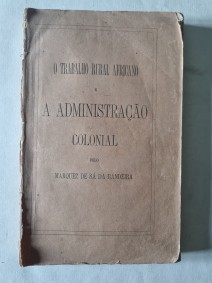 O TRABALHO RURAL AFRICANO
E
A ADMINISTRAÇÃO
COLONIAL
PELO
MARQUEZ DE SÁ DA BANDEIRA